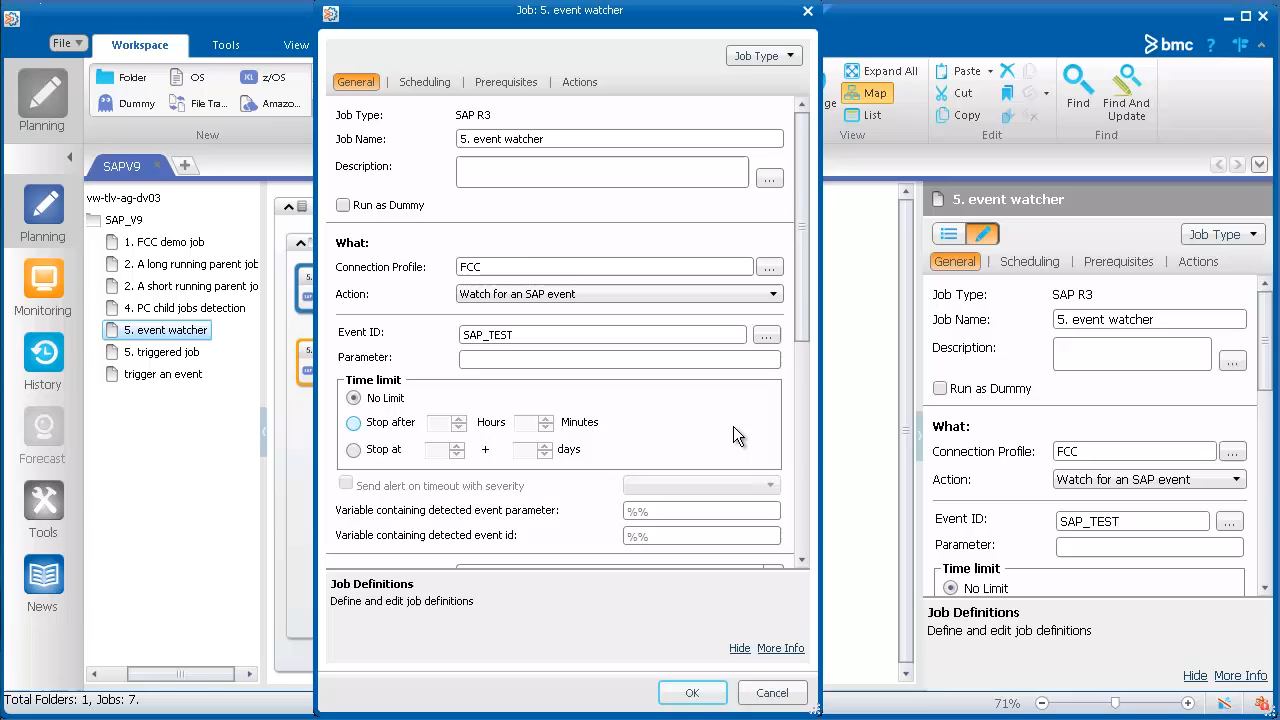 Job: 5. event watcher
File
Workspace
Tools
View
bmc
?
Planning
Folder
OS
z/OS
Dummy
File Tra...
Amazo...
New
Expand All
Map
List
View
Paste
Cut
Copy
Edit
Find
Find And
Update
Find
SAPV9
vw-tlv-ag-dv03
SAP_V9
1. FCC demo job
2. A long running parent job
2. A short running parent jo
4. PC child jobs detection
5. event watcher
5. triggered job
trigger an event
Planning
Monitoring
History
Forecast
Tools
News
5.
5.
Job Type
General
Scheduling
Prerequisites
Actions
Job Type:
SAP R3
Job Name:
5. event watcher
Description:
...
Run as Dummy
What:
Connection Profile:
FCC
...
Action:
Watch for an SAP event
Event ID:
SAP_TEST
...
Parameter:
Time limit
No Limit
Stop after
Hours
Minutes
Stop at
+
days
Send alert on timeout with severity
Variable containing detected event parameter:
%%
Variable containing detected event id:
%%
Job Definitions
Define and edit job definitions
Hide
More Info
OK
Cancel
5. event watcher
Job Type
General
Scheduling
Prerequisites
Actions
Job Type:
SAP R3
Job Name:
5. event watcher
Description:
...
Run as Dummy
What:
Connection Profile:
FCC
...
Action:
Watch for an SAP event
Event ID:
SAP_TEST
...
Parameter:
Time limit
No Limit
Job Definitions
Define and edit job definitions
Hide
More Info
Total Folders: 1, Jobs: 7.
71%